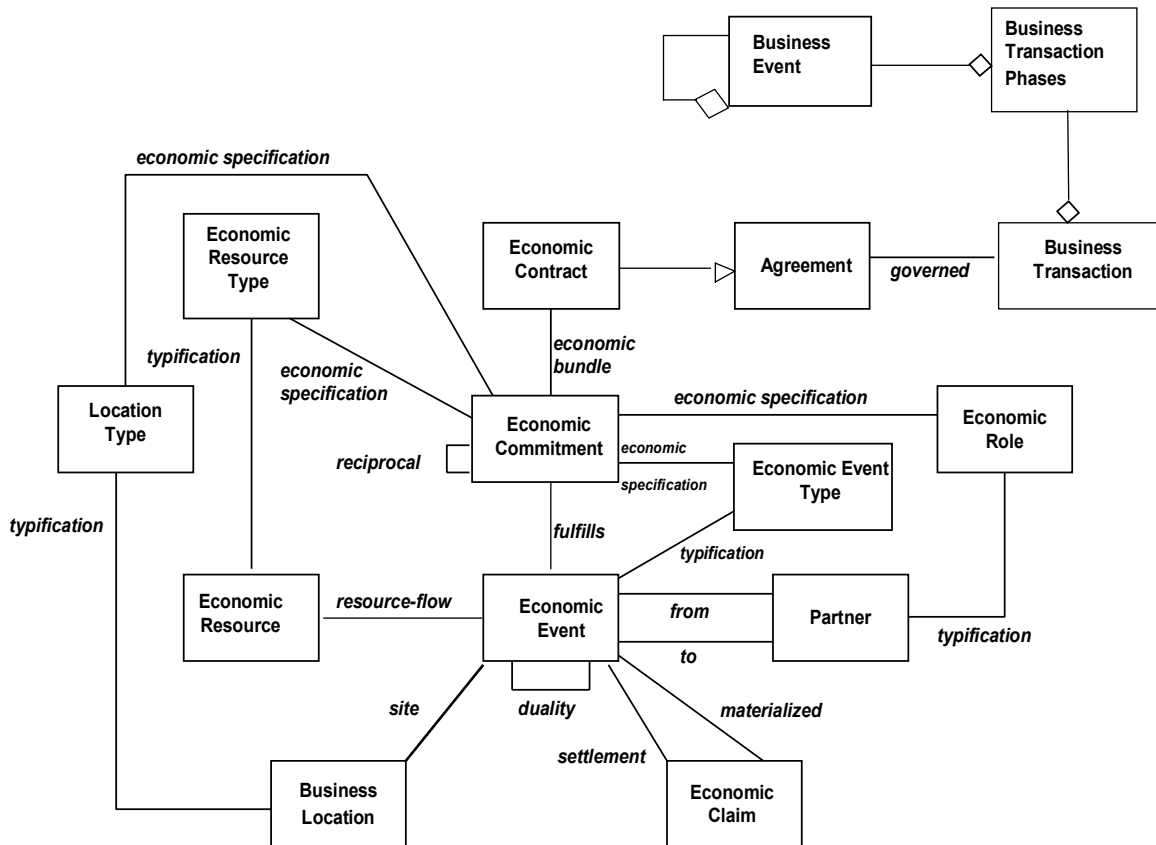 Business
Event
Business
Transaction
Phases
economic specification
Economic
Resource
Type
Economic
Contract
Agreement
governed
Business
Transaction
typification
economic
specification
economic
bundle
Location
Type
Economic
Commitment
economic specification
Economic
Role
reciprocal
economic
specification
Economic Event
Type
typification
fulfills
typification
Economic
Resource
resource-flow
Economic
Event
from
to
Partner
typification
site
duality
materialized
settlement
Business
Location
Economic
Claim